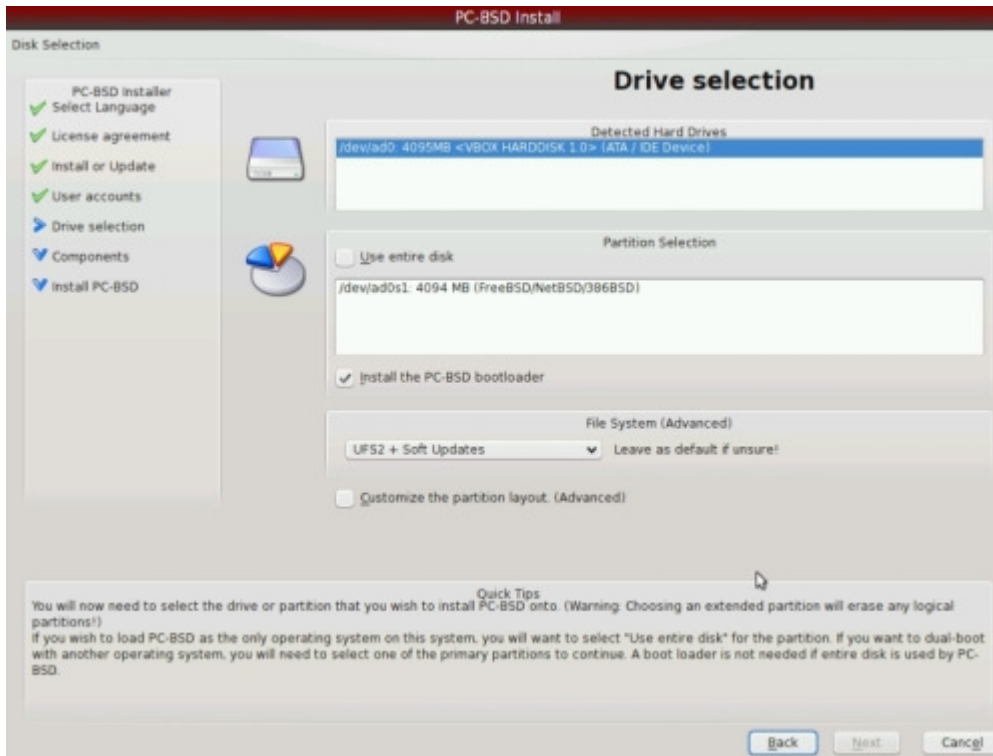 PC-BSD Install
Disk Selection
PC-BSD Installer
Select Language
License agreement
Install or Update
User accounts
Drive selection
Components
Install PC-BSD
Drive selection
Detected Hard Drives
/dev/ad0: 4095MB <VBOX HARDDISK 1.0> (ATA / IDE Device)
Partition Selection
Use entire disk
/dev/ad0s1: 4094 MB (FreeBSD/NetBSD/386BSD)
Install the PC-BSD bootloader
File System (Advanced)
UFS2 + Soft Updates
Leave as default if unsure!
Customize the partition layout. (Advanced)
Quick Tips
You will now need to select the drive or partition that you wish to install PC-BSD onto. (Warning: Choosing an extended partition will erase any logical
partitions!)
If you wish to load PC-BSD as the only operating system on this system, you will want to select "Use entire disk" for the partition. If you want to dual-boot
with another operating system, you will need to select one of the primary partitions to continue. A boot loader is not needed if entire disk is used by PC-
BSD.
Back
Next
Cancel